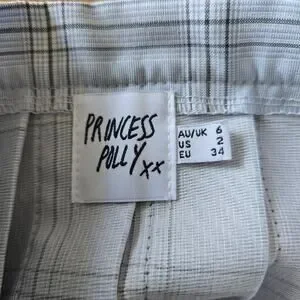 PRINCESS
POLLY xx
AU/UK 6
US 2
EU 34